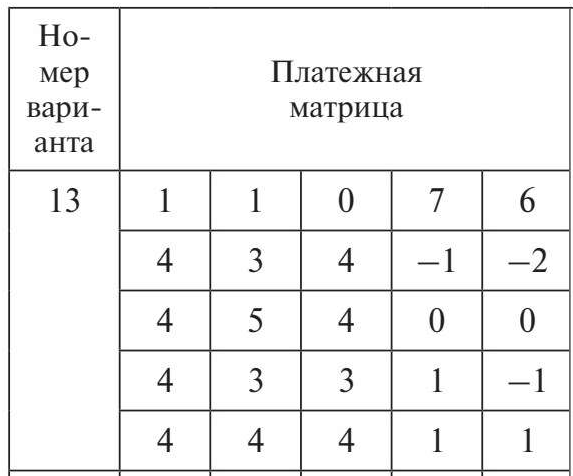 Но-
мер
вари-
анта
Платежная
матрица
13 1 1 0 7 6
4 3 4 –1 –2
4 5 4 0 0
4 3 3 1 –1
4 4 4 1 1